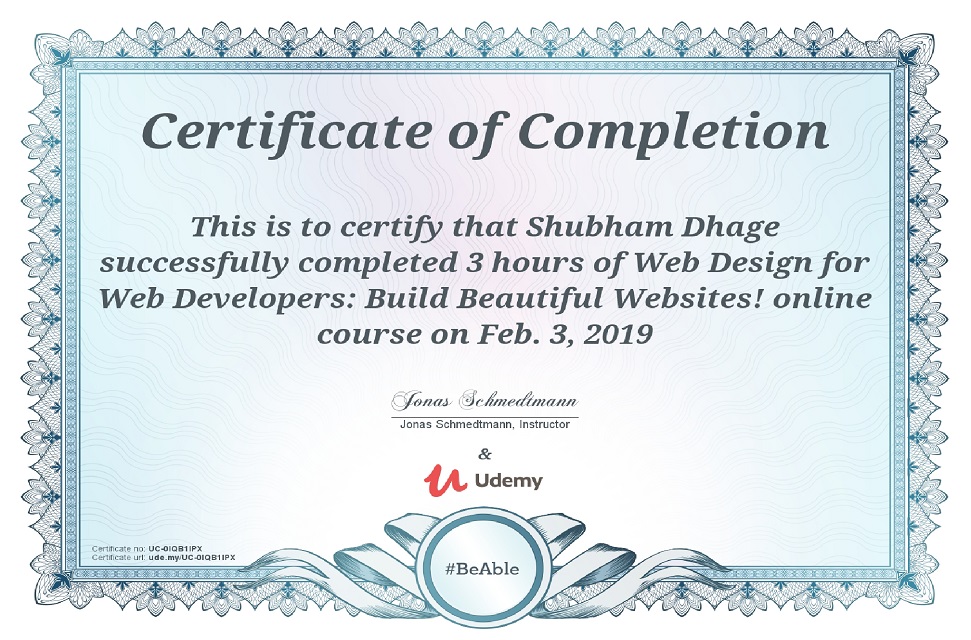 Certificate of Completion
This is to certify that Shubham Dhage
successfully completed 3 hours of Web Design for
Web Developers: Build Beautiful Websites! online
course on Feb. 3, 2019
Jonas Schmedtmann
Jonas Schmedtmann, Instructor
&
Udemy
#BeAble
Certificate no: UC-0IQB1IPX
Certificate url: ude.my/UC-0IQB1IPX